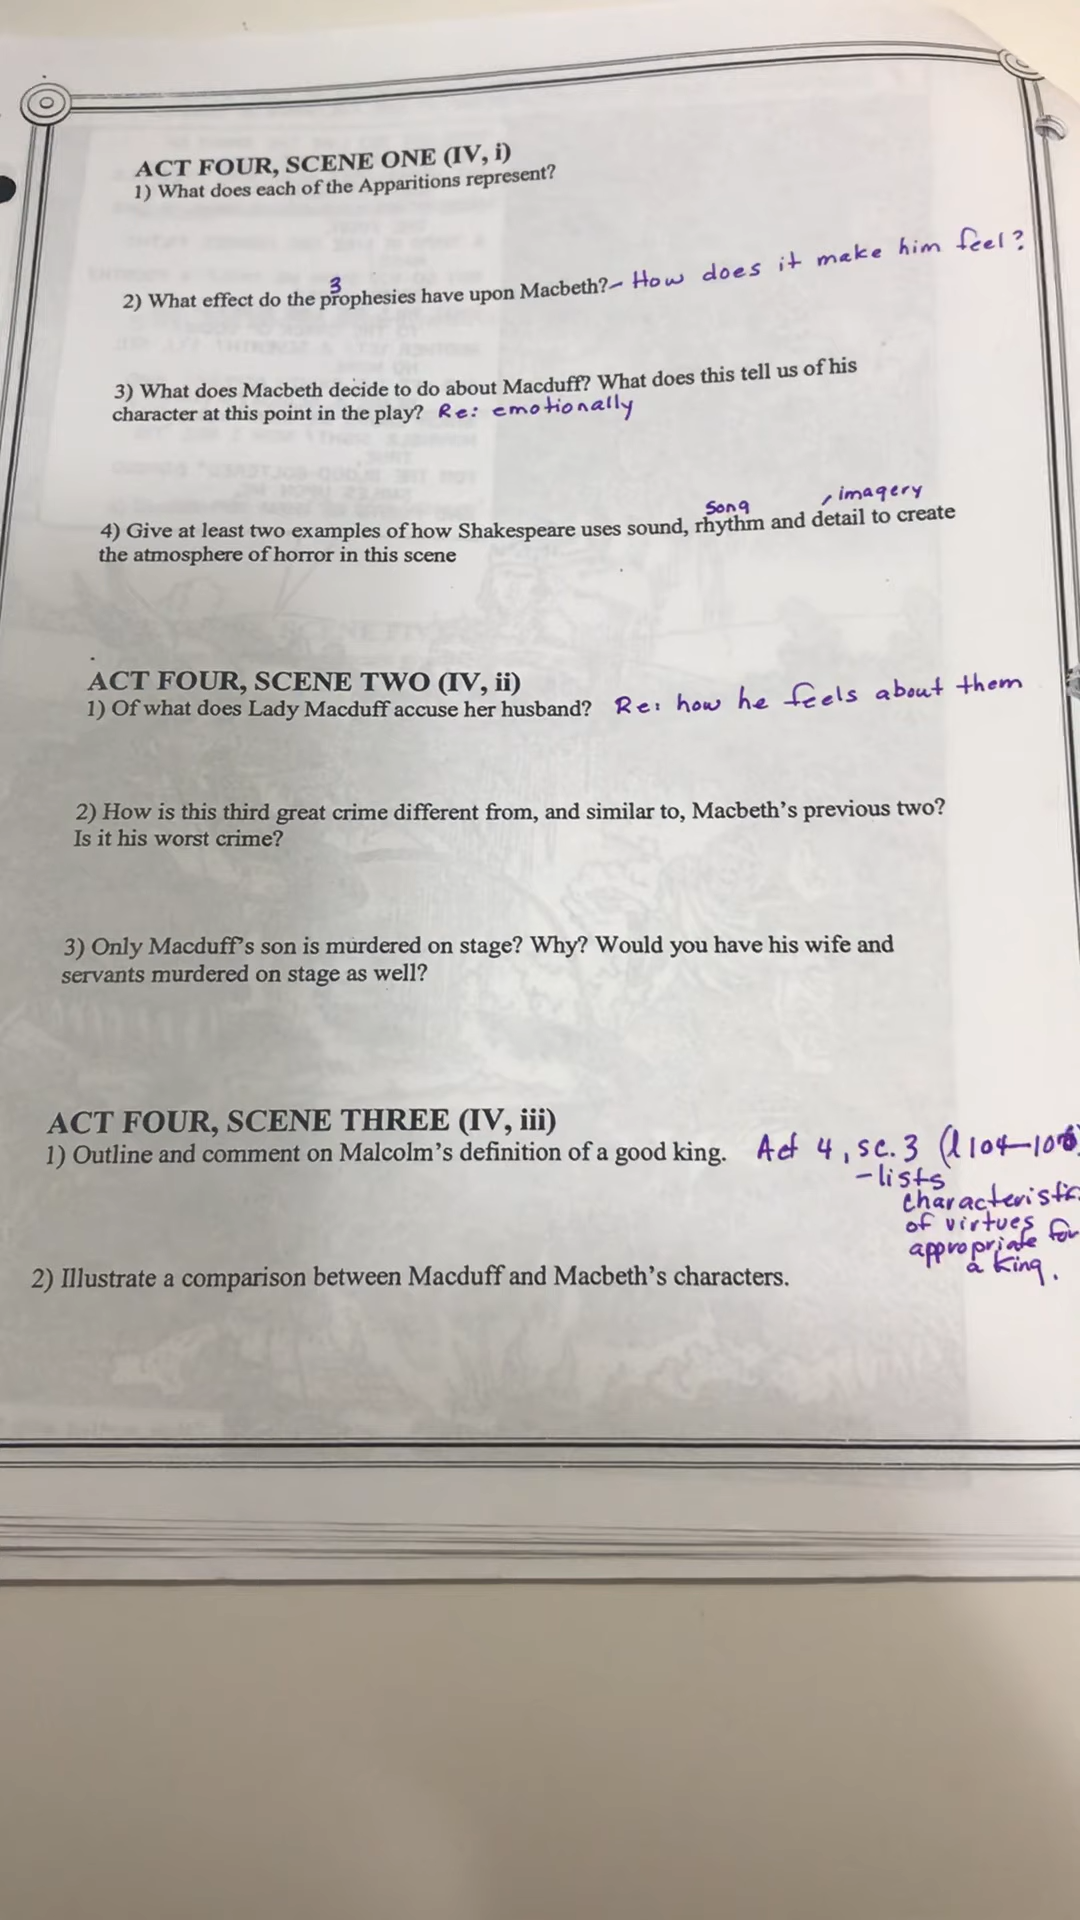 ACT FOUR, SCENE ONE (IV, i)
1) What does each of the Apparitions represent?
3
2) What effect do the prophesies have upon Macbeth? – How does it make him feel?
3) What does Macbeth decide to do about Macduff? What does this tell us of his
character at this point in the play? Re: emotionally
song , imagery
4) Give at least two examples of how Shakespeare uses sound, rhythm and detail to create
the atmosphere of horror in this scene
ACT FOUR, SCENE TWO (IV, ii)
1) Of what does Lady Macduff accuse her husband? Re: how he feels about them
2) How is this third great crime different from, and similar to, Macbeth's previous two?
Is it his worst crime?
3) Only Macduff's son is murdered on stage? Why? Would you have his wife and
servants murdered on stage as well?
ACT FOUR, SCENE THREE (IV, iii)
1) Outline and comment on Malcolm's definition of a good king. Act 4, sc. 3
– lists
of virtues
appropriate for
2) Illustrate a comparison between Macduff and Macbeth's characters. a king.